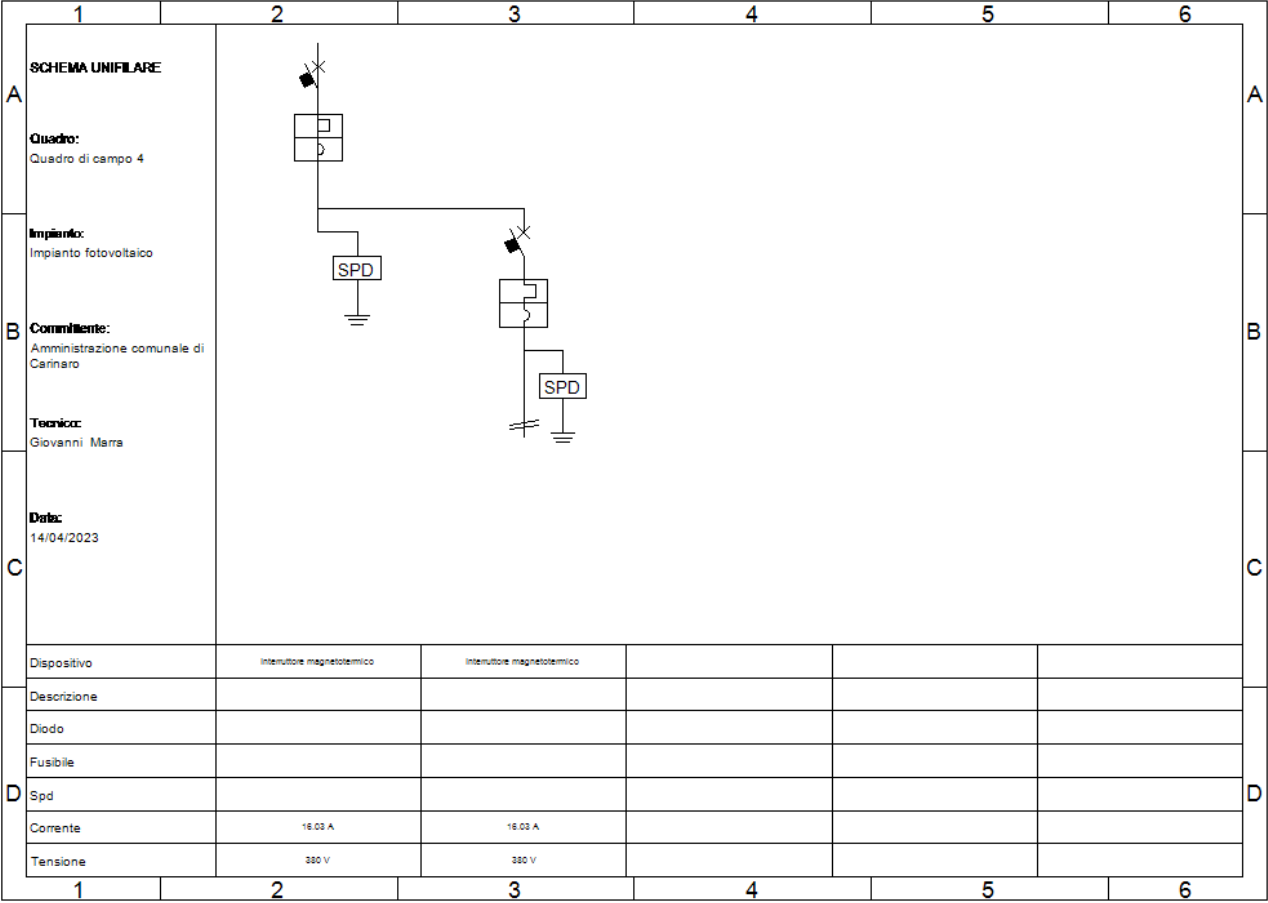 1 2 3 4 5 6
A A
SCHEMA UNIFILARE
Quadro:
Quadro di campo 4
Impianto:
Impianto fotovoltaico
SPD
B B
Committente:
Amministrazione comunale di
Carinaro
SPD
Tecnico:
Giovanni Marra
Data:
14/04/2023
C C
Dispositivo Interruttore magnetotermico Interruttore magnetotermico
Descrizione
Diodo
Fusibile
D D
Spd
Corrente 16.03 A 16.03 A
Tensione 380 V 380 V
1 2 3 4 5 6